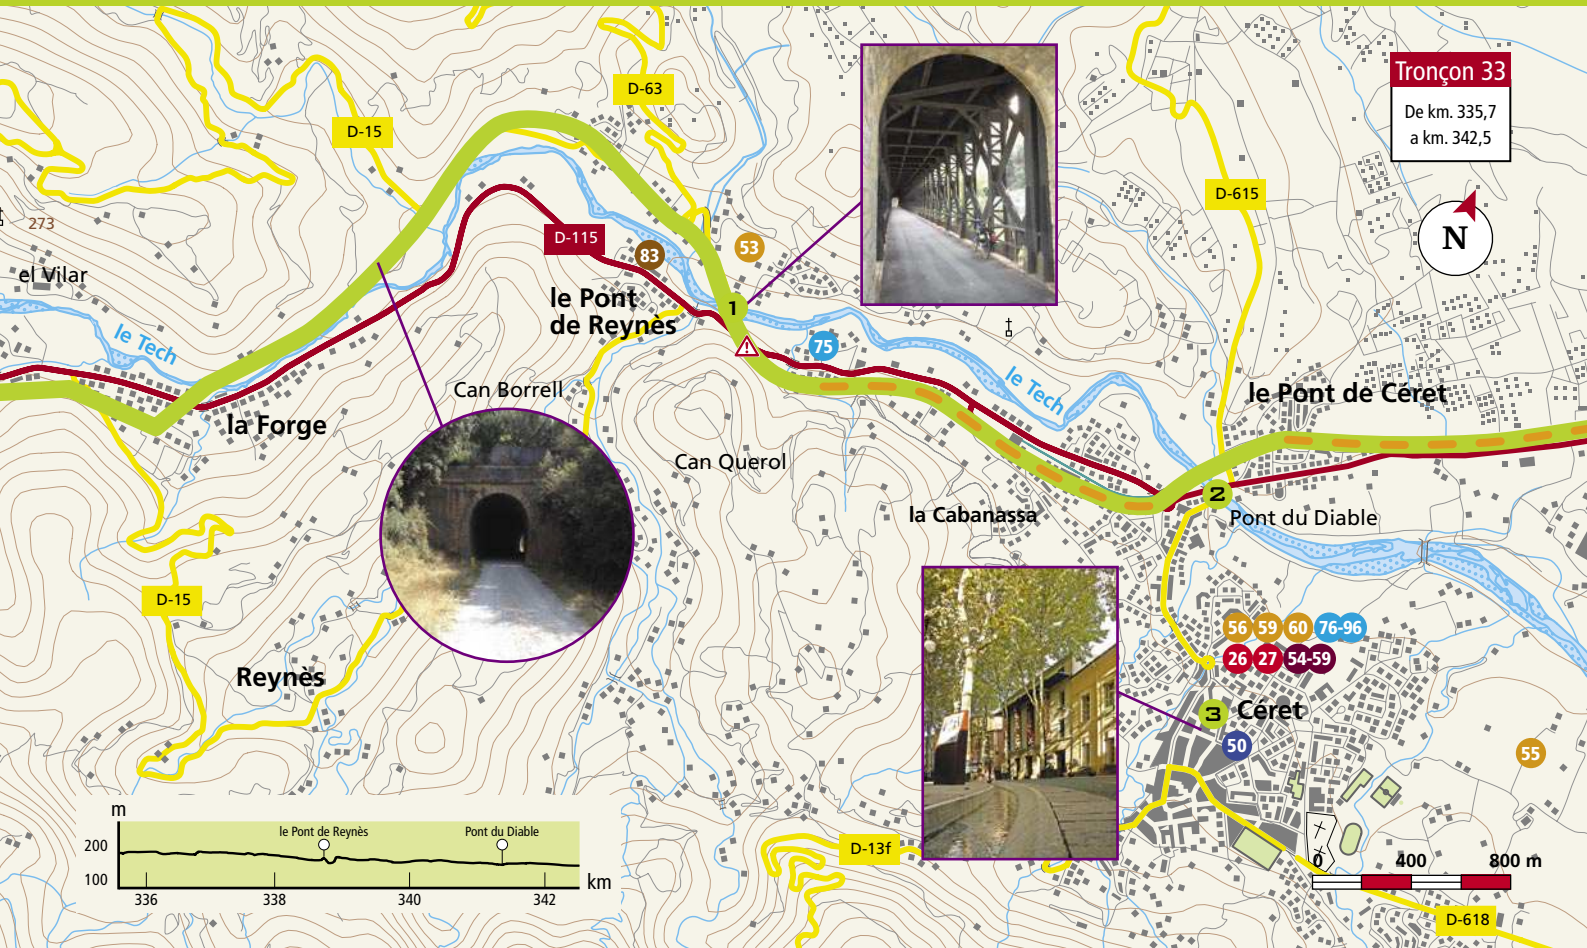 D-63
D-15
Tronçon 33
De km. 335,7
a km. 342,5
D-615
N
273
el Vilar
D-115
83
53
le Pont
de Reynès
1
le Tech
75
Can Borrell
le Tech
le Pont de Céret
la Forge
Can Querol
2
la Cabanassa
Pont du Diable
D-15
56 59 60 76-96
26 27 54-59
Reynès
3 Céret
50
55
m
le Pont de Reynès
Pont du Diable
200
100
km
336
338
340
342
D-13f
0 400 800 m
D-618